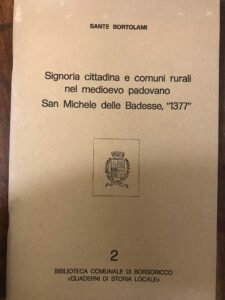 SANTE BORTOLAMI
Signoria cittadina e comuni rurali
nel medioevo padovano
San Michele delle Badesse, "1377"
2
BIBLIOTECA COMUNALE DI BORGORICCO
«QUADERNI DI STORIA LOCALE»